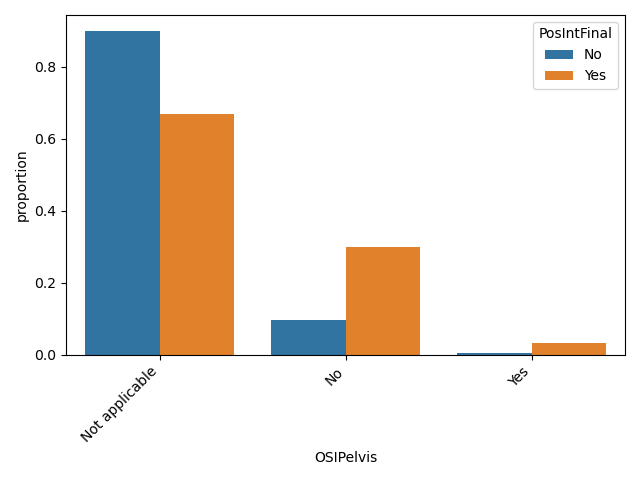 PosIntFinal
No
Yes
proportion
0.8
0.6
0.4
0.2
0.0
Not applicable
No
Yes
OSIPelvis